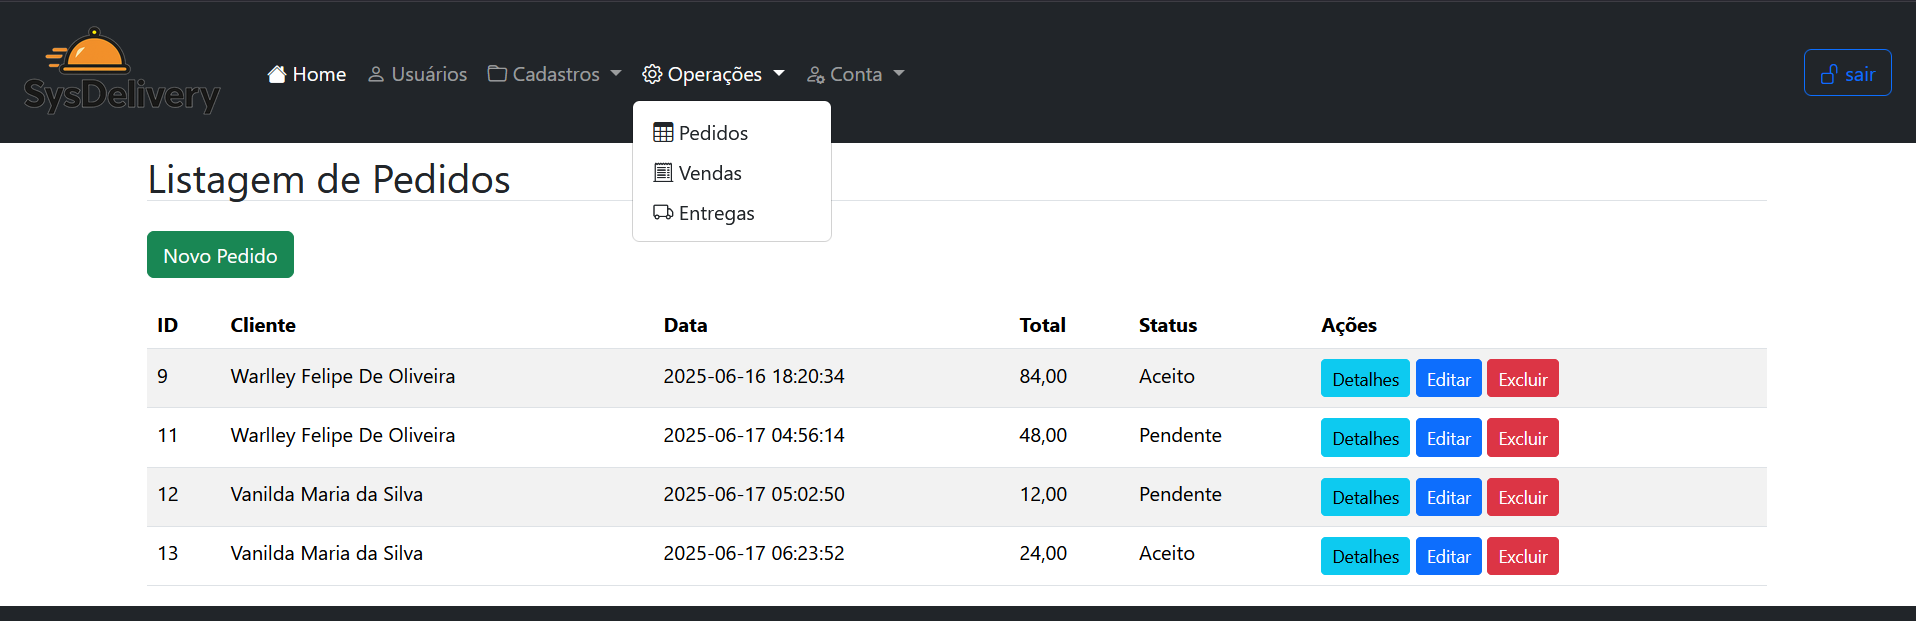 SysDelivery
Home Usuários Cadastros Operações Conta sair
Pedidos
Vendas
Entregas
Listagem de Pedidos
Novo Pedido
ID Cliente Data Total Status Ações
9 Warlley Felipe De Oliveira 2025-06-16 18:20:34 84,00 Aceito Detalhes Editar Excluir
11 Warlley Felipe De Oliveira 2025-06-17 04:56:14 48,00 Pendente Detalhes Editar Excluir
12 Vanilda Maria da Silva 2025-06-17 05:02:50 12,00 Pendente Detalhes Editar Excluir
13 Vanilda Maria da Silva 2025-06-17 06:23:52 24,00 Aceito Detalhes Editar Excluir